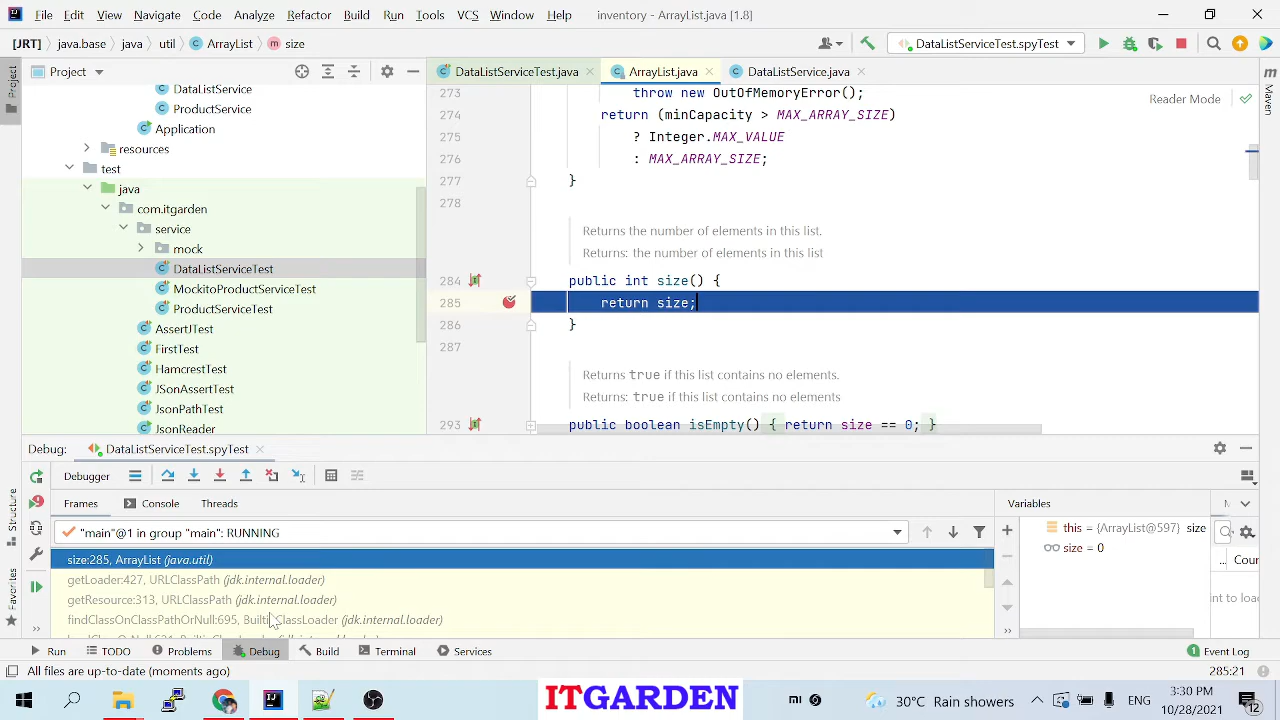 File Edit View Navigate Code Refactor Build Run Tools VCS Window Help inventory - ArrayList.java [1.8]
[JRT] java.base java util ArrayList size DataListServiceTest.spyTest
Project
DataListServiceTest.java ArrayList.java DataListService.java
Maven
DataListService
ProductService
Application
resources
test
java
com.itgarden
service
mock
DataListServiceTest
MockitoProductServiceTest
ProductServiceTest
AssertJTest
FirstTest
HamcrestTest
JSonAssertTest
JsonPathTest
JsonReader
Reader Mode
273 throw new OutOfMemoryError();
274 return (minCapacity > MAX_ARRAY_SIZE)
275 ? Integer.MAX_VALUE
276 : MAX_ARRAY_SIZE;
277 }
278
Returns the number of elements in this list.
Returns: the number of elements in this list
284 public int size() {
285 return size;
286 }
287
Returns true if this list contains no elements.
Returns: true if this list contains no elements
293 public boolean isEmpty() { return size == 0; }
Debug: DataListServiceTest.spyTest
Debugger
Frames Console Threads
Variables
"main"@1 in group "main": RUNNING
size:285, ArrayList (java.util)
getLoader:427, URLClassPath (jdk.internal.loader)
getResource:313, URLClassPath (jdk.internal.loader)
findClassOnClassPathOrNull:695, BuiltinClassLoader (jdk.internal.loader)
this = {ArrayList@597} size
size = 0
Coun
nt to loa
Structure
Favorites
Run TODO Problems Debug Build Terminal Services Event Log
All files are up-to-date (moments ago) 285:21
ITGARDEN
30°C Rain showers
3:30 PM
10/28/2021
12